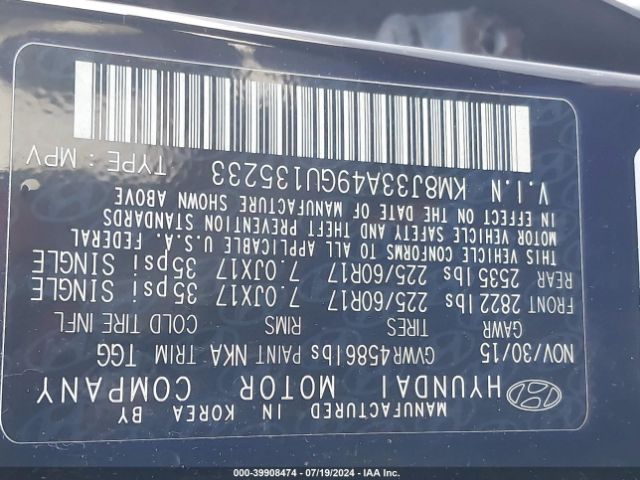 MANUFACTURED IN KOREA BY
HYUNDAI MOTOR COMPANY
NOV/30/15 GVWR4586lbs PAINT NKA TRIM TGG
GAWR TIRES RIMS COLD TIRE INFL
FRONT 2822 lbs 225/60R17 7.0JX17 35psi SINGLE
REAR 2535 lbs 225/60R17 7.0JX17 35psi SINGLE
THIS VEHICLE CONFORMS TO ALL APPLICABLE U.S.A. FEDERAL
MOTOR VEHICLE SAFETY AND THEFT PREVENTION STANDARDS
IN EFFECT ON THE DATE OF MANUFACTURE SHOWN ABOVE
V.I.N KM8J33A49GU135233 TYPE : MPV
000-39908474 - 07/19/2024 - IAA Inc.